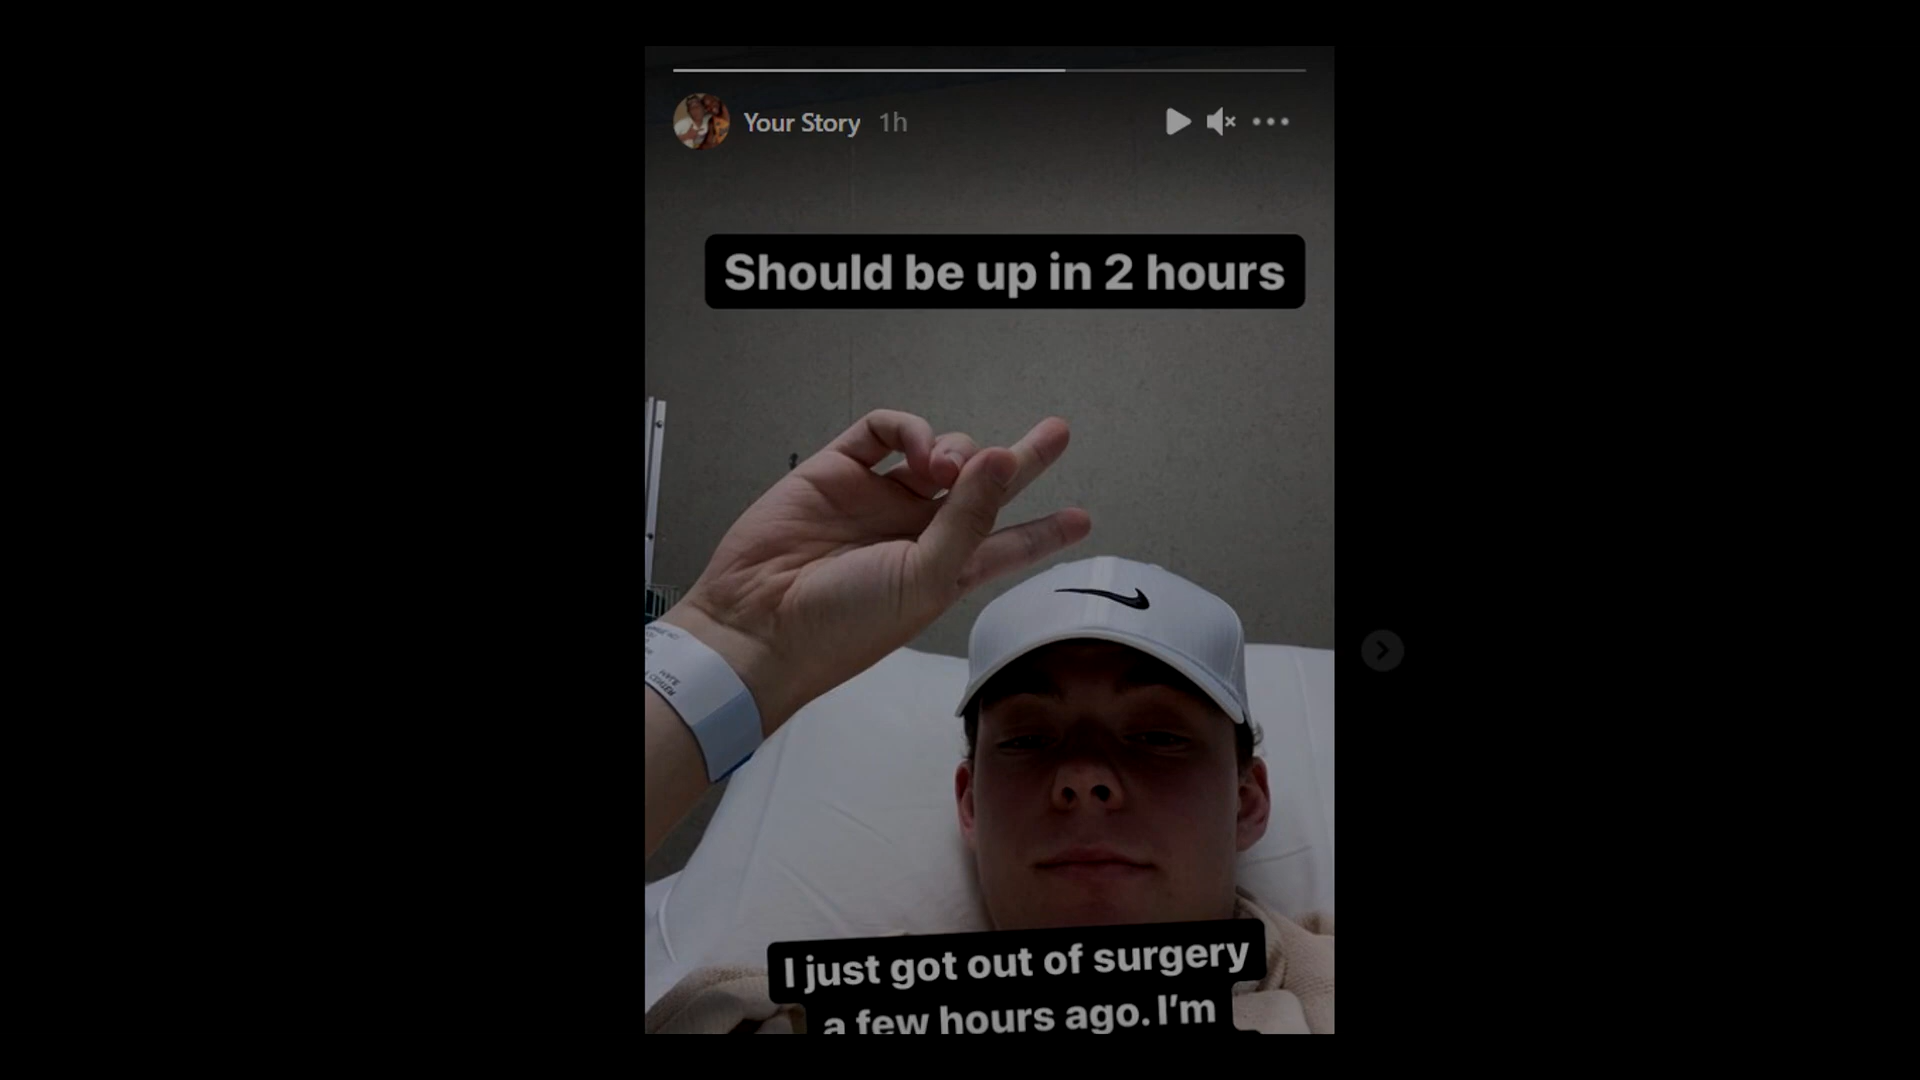 Your Story 1h
Should be up in 2 hours
I just got out of surgery
a few hours ago. I'm